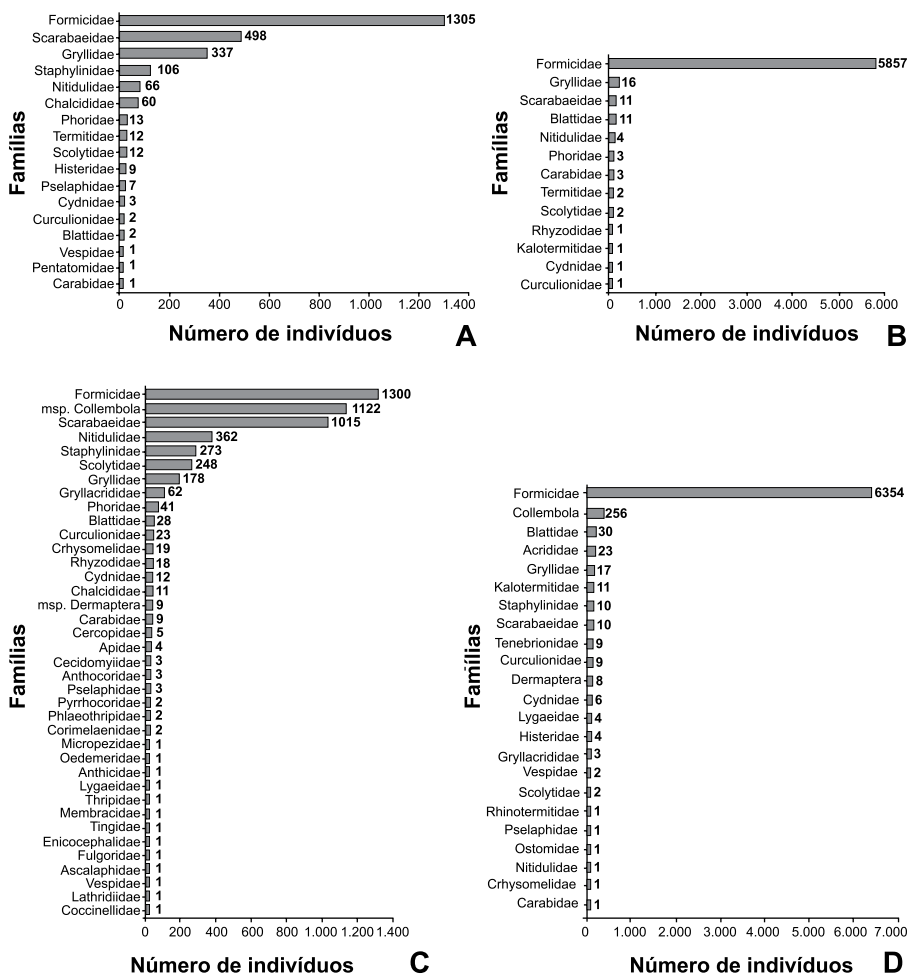 Famílias
Formicidae 1305
Scarabaeidae 498
Gryllidae 337
Staphylinidae 106
Nitidulidae 66
Chalcididae 60
Phoridae 13
Termitidae 12
Scolytidae 12
Histeridae 9
Pselaphidae 7
Cydnidae 3
Curculionidae 2
Blattidae 2
Vespidae 1
Pentatomidae 1
Carabidae 1
0 200 400 600 800 1.000 1.200 1.400
Número de indivíduos A
Famílias
Formicidae 5857
Gryllidae 16
Scarabaeidae 11
Blattidae 11
Nitidulidae 4
Phoridae 3
Carabidae 3
Termitidae 2
Scolytidae 2
Rhyzodidae 1
Kalotermitidae 1
Cydnidae 1
Curculionidae 1
0 1.000 2.000 3.000 4.000 5.000 6.000
Número de indivíduos B
Famílias
Formicidae 1300
msp. Collembola 1122
Scarabaeidae 1015
Nitidulidae 362
Staphylinidae 273
Scolytidae 248
Gryllidae 178
Gryllacrididae 62
Phoridae 41
Blattidae 28
Curculionidae 23
Crhysomelidae 19
Rhyzodidae 18
Cydnidae 12
Chalcididae 11
msp. Dermaptera 9
Carabidae 9
Cercopidae 5
Apidae 4
Cecidomyiidae 3
Anthocoridae 3
Pselaphidae 3
Pyrrhocoridae 2
Phlaeothripidae 2
Corimelaenidae 2
Micropezidae 1
Oedemeridae 1
Anthicidae 1
Lygaeidae 1
Thripidae 1
Membracidae 1
Tingidae 1
Enicocephalidae 1
Fulgoridae 1
Ascalaphidae 1
Vespidae 1
Lathridiidae 1
Coccinellidae 1
0 200 400 600 800 1.000 1.200 1.400
Número de indivíduos C
Famílias
Formicidae 6354
Collembola 256
Blattidae 30
Acrididae 23
Gryllidae 17
Kalotermitidae 11
Staphylinidae 10
Scarabaeidae 10
Tenebrionidae 9
Curculionidae 9
Dermaptera 8
Cydnidae 6
Lygaeidae 4
Histeridae 4
Gryllacrididae 3
Vespidae 2
Scolytidae 2
Rhinotermitidae 1
Pselaphidae 1
Ostomidae 1
Nitidulidae 1
Crhysomelidae 1
Carabidae 1
0 1.000 2.000 3.000 4.000 5.000 6.000 7.000
Número de indivíduos D